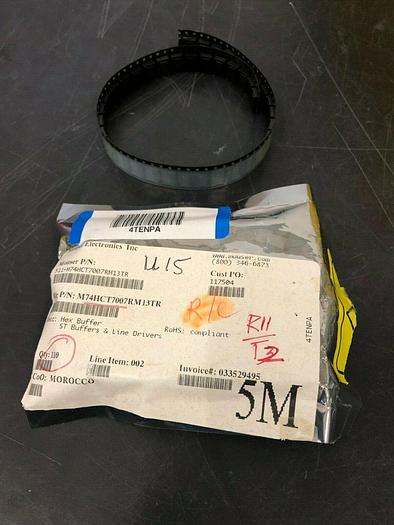 4TENPA
Electronics Inc
www.mouser.com
(800) 346-6873
Mouser P/N:
511-M74HCT7007RM13TR
U15
Cust PO:
117504
P/N: M74HCT7007RM13TR
R/C
Hex Buffer
ST Buffers & Line Drivers
RoHS: compliant
R11
T2
4TENPA
Qty: 110
Line Item: 002
Invoice#: 033529495
CoO: MOROCCO
5M